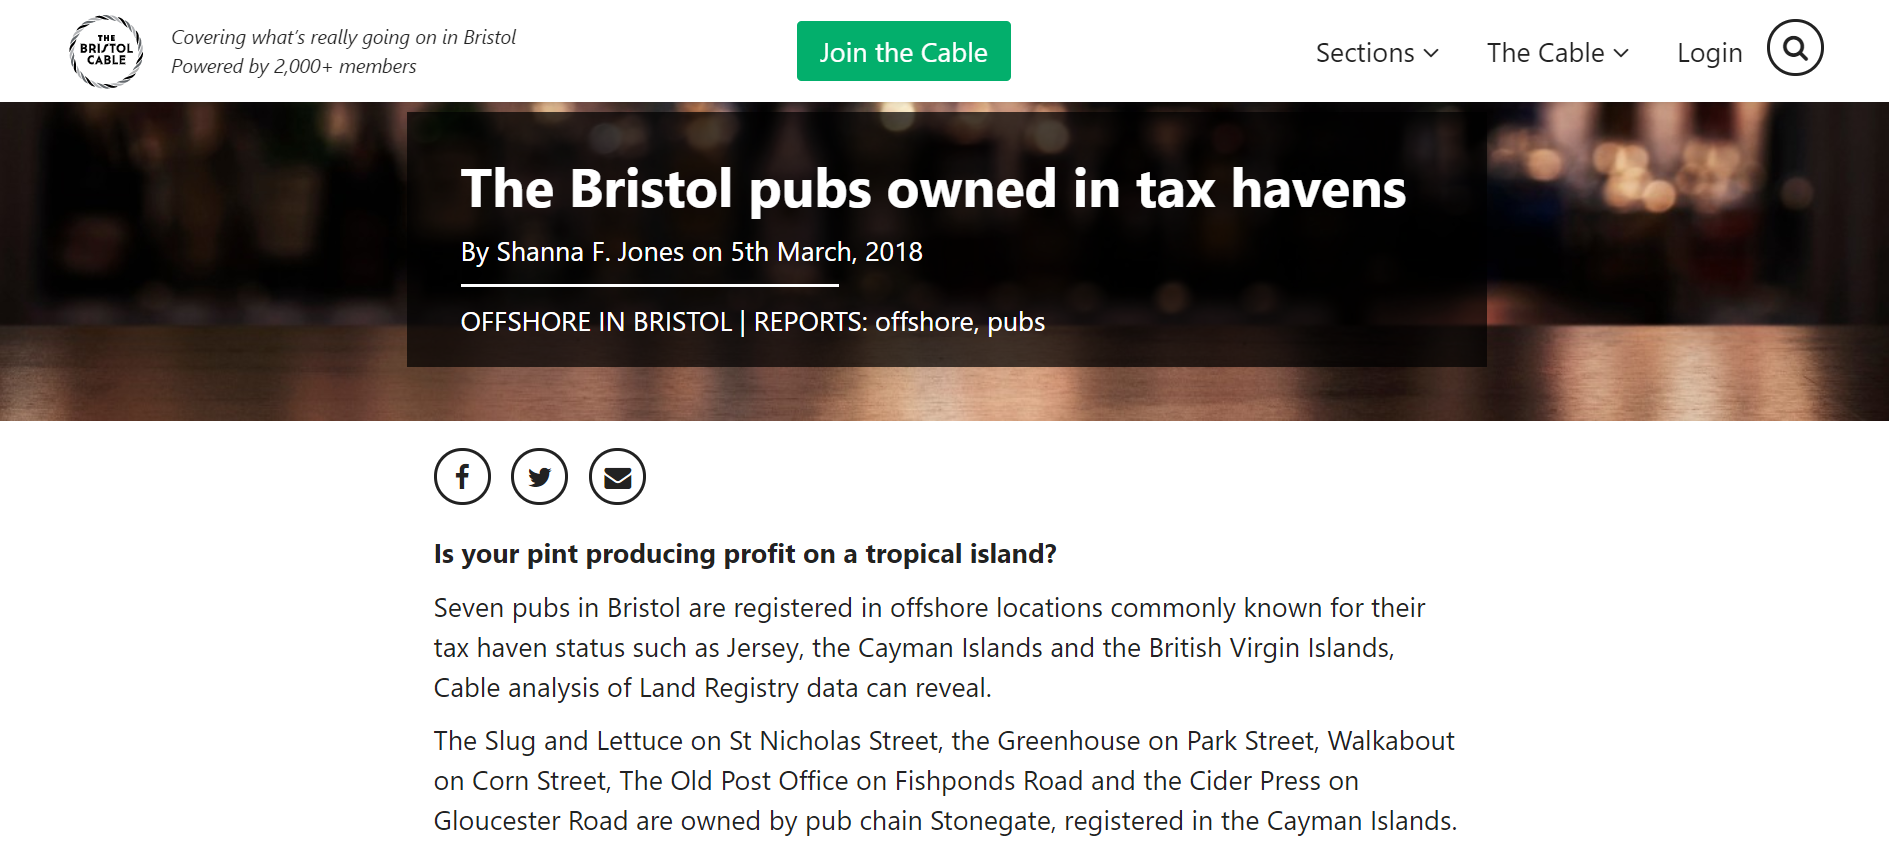 THE
BRISTOL
CABLE
Covering what's really going on in Bristol
Powered by 2,000+ members
Join the Cable
Sections
The Cable
Login
The Bristol pubs owned in tax havens
By Shanna F. Jones on 5th March, 2018
OFFSHORE IN BRISTOL | REPORTS: offshore, pubs
Is your pint producing profit on a tropical island?
Seven pubs in Bristol are registered in offshore locations commonly known for their
tax haven status such as Jersey, the Cayman Islands and the British Virgin Islands,
Cable analysis of Land Registry data can reveal.
The Slug and Lettuce on St Nicholas Street, the Greenhouse on Park Street, Walkabout
on Corn Street, The Old Post Office on Fishponds Road and the Cider Press on
Gloucester Road are owned by pub chain Stonegate, registered in the Cayman Islands.